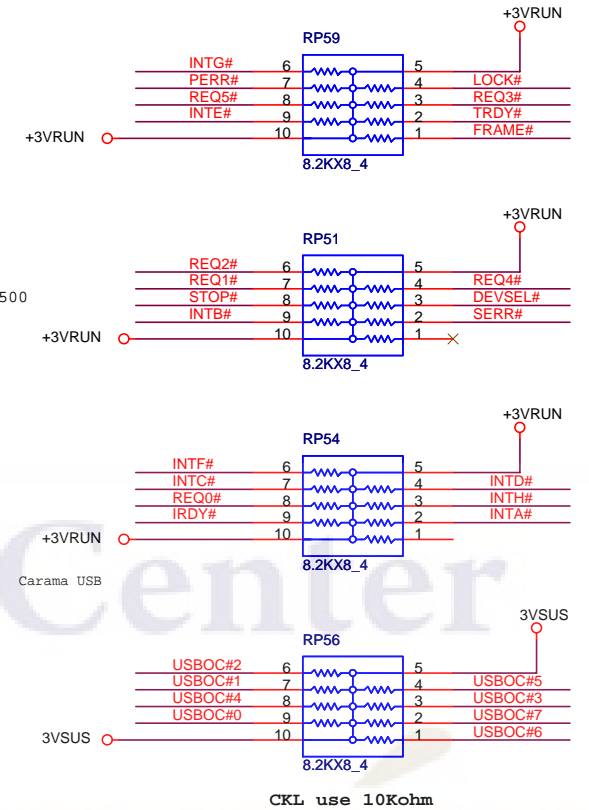 +3VRUN
RP59
INTG# 6 5
PERR# 7 4 LOCK#
REQ5# 8 3 REQ3#
INTE# 9 2 TRDY#
+3VRUN 10 1 FRAME#
8.2KX8_4
+3VRUN
RP51
REQ2# 6 5
REQ1# 7 4 REQ4#
500 STOP# 8 3 DEVSEL#
INTB# 9 2 SERR#
+3VRUN 10 1
8.2KX8_4
+3VRUN
RP54
INTF# 6 5
INTC# 7 4 INTD#
REQ0# 8 3 INTH#
IRDY# 9 2 INTA#
+3VRUN 10 1
8.2KX8_4
Center
Carama USB
3VSUS
RP56
USBOC#2 6 5
USBOC#1 7 4 USBOC#5
USBOC#4 8 3 USBOC#3
USBOC#0 9 2 USBOC#7
3VSUS 10 1 USBOC#6
8.2KX8_4
CKL use 10Kohm